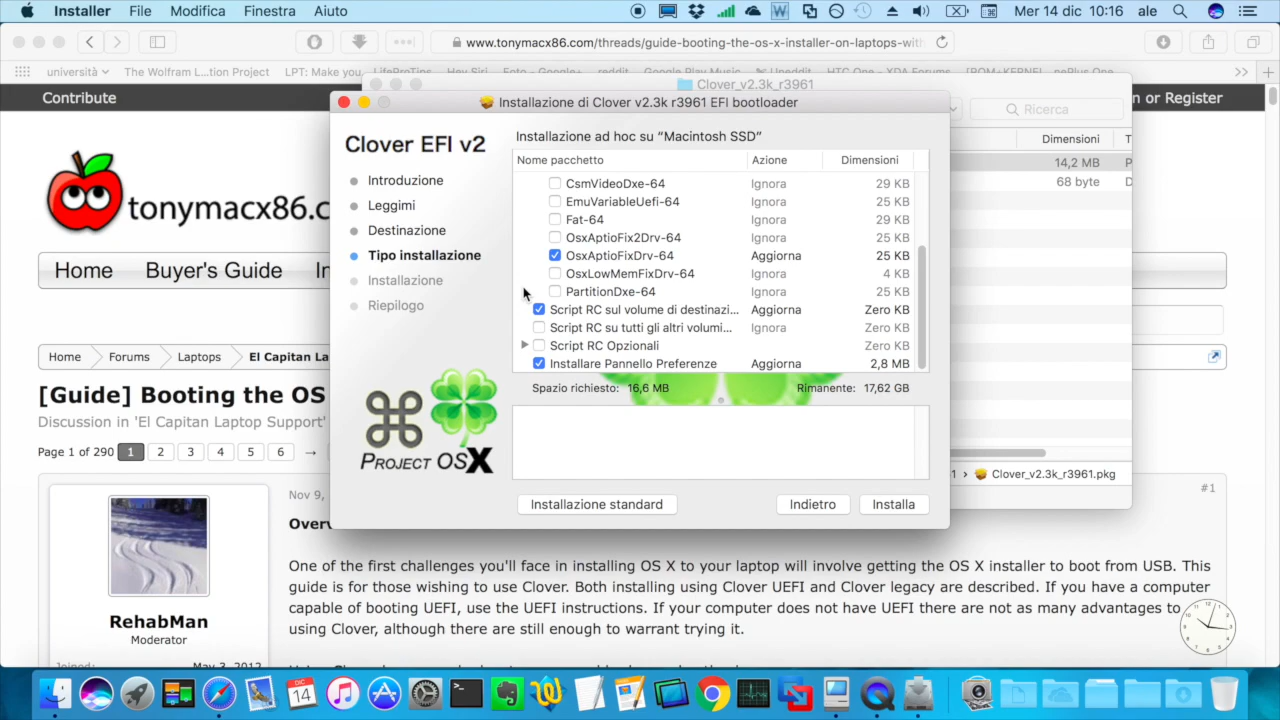 Installer File Modifica Finestra Aiuto
Mer 14 dic 10:16 ale
www.tonymacx86.com/threads/guide-booting-the-os-x-installer-on-laptops-with
università The Wolfram L...tion Project LPT: Make you LifeProTips Hey Siri Foto - Google+ reddit Google Play Music Upeddit HTC One - XDA Forums [ROM+KERNEL onePlus One
Contribute
n or Register
Clover_v2.3k_r3961
Ricerca
Dimensioni
14,2 MB
68 byte
Clover_v2.3k_r3961.pkg
tonymacx86.c
Home Buyer's Guide
Home Forums Laptops El Capitan La
[Guide] Booting the OS
Discussion in 'El Capitan Laptop Support'
Page 1 of 290 1 2 3 4 5 6 →
Installazione di Clover v2.3k r3961 EFI bootloader
Clover EFI v2
Introduzione
Leggimi
Destinazione
Tipo installazione
Installazione
Riepilogo
PROJECT OSX
Installazione ad hoc su “Macintosh SSD”
Nome pacchetto Azione Dimensioni
CsmVideoDxe-64 Ignora 29 KB
EmuVariableUefi-64 Ignora 25 KB
Fat-64 Ignora 29 KB
OsxAptioFix2Drv-64 Ignora 25 KB
OsxAptioFixDrv-64 Aggiorna 25 KB
OsxLowMemFixDrv-64 Ignora 4 KB
PartitionDxe-64 Ignora 25 KB
Script RC sul volume di destinazi... Aggiorna Zero KB
Script RC su tutti gli altri volumi... Ignora Zero KB
Script RC Opzionali Ignora Zero KB
Installare Pannello Preferenze Aggiorna 2,8 MB
Spazio richiesto: 16,6 MB Rimanente: 17,62 GB
Installazione standard Indietro Installa
Nov 9,
#1
Overv
One of the first challenges you'll face in installing OS X to your laptop will involve getting the OS X installer to boot from USB. This
guide is for those wishing to use Clover. Both installing using Clover UEFI and Clover legacy are described. If you have a computer
capable of booting UEFI, use the UEFI instructions. If your computer does not have UEFI there are not as many advantages to
using Clover, although there are still enough to warrant trying it.
RehabMan
Moderator
Joined: May 3, 2012